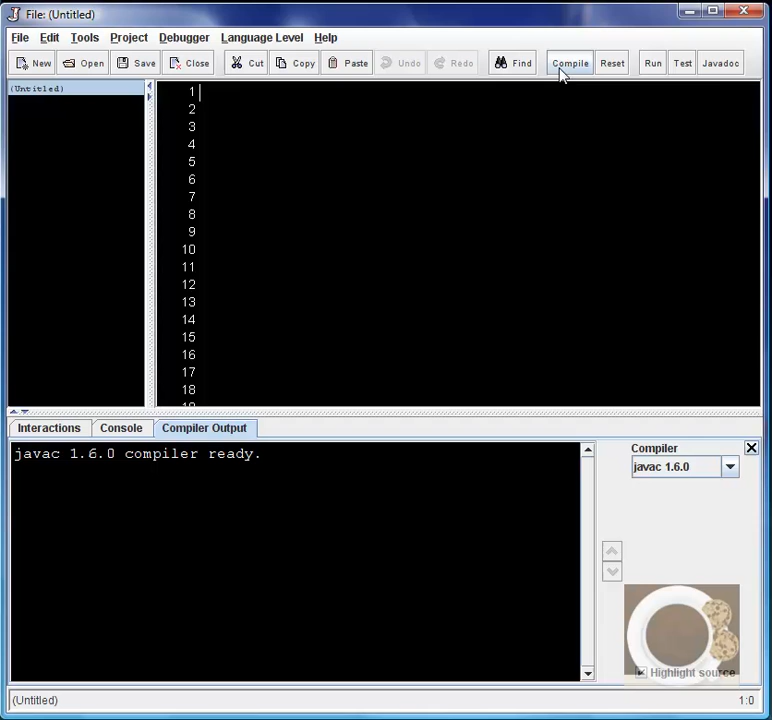 File: (Untitled)
File Edit Tools Project Debugger Language Level Help
New Open Save Close Cut Copy Paste Undo Redo Find Compile Reset Run Test Javadoc
(Untitled)
1
2
3
4
5
6
7
8
9
10
11
12
13
14
15
16
17
18
Interactions Console Compiler Output
javac 1.6.0 compiler ready.
Compiler
javac 1.6.0
Highlight source
(Untitled) 1:0